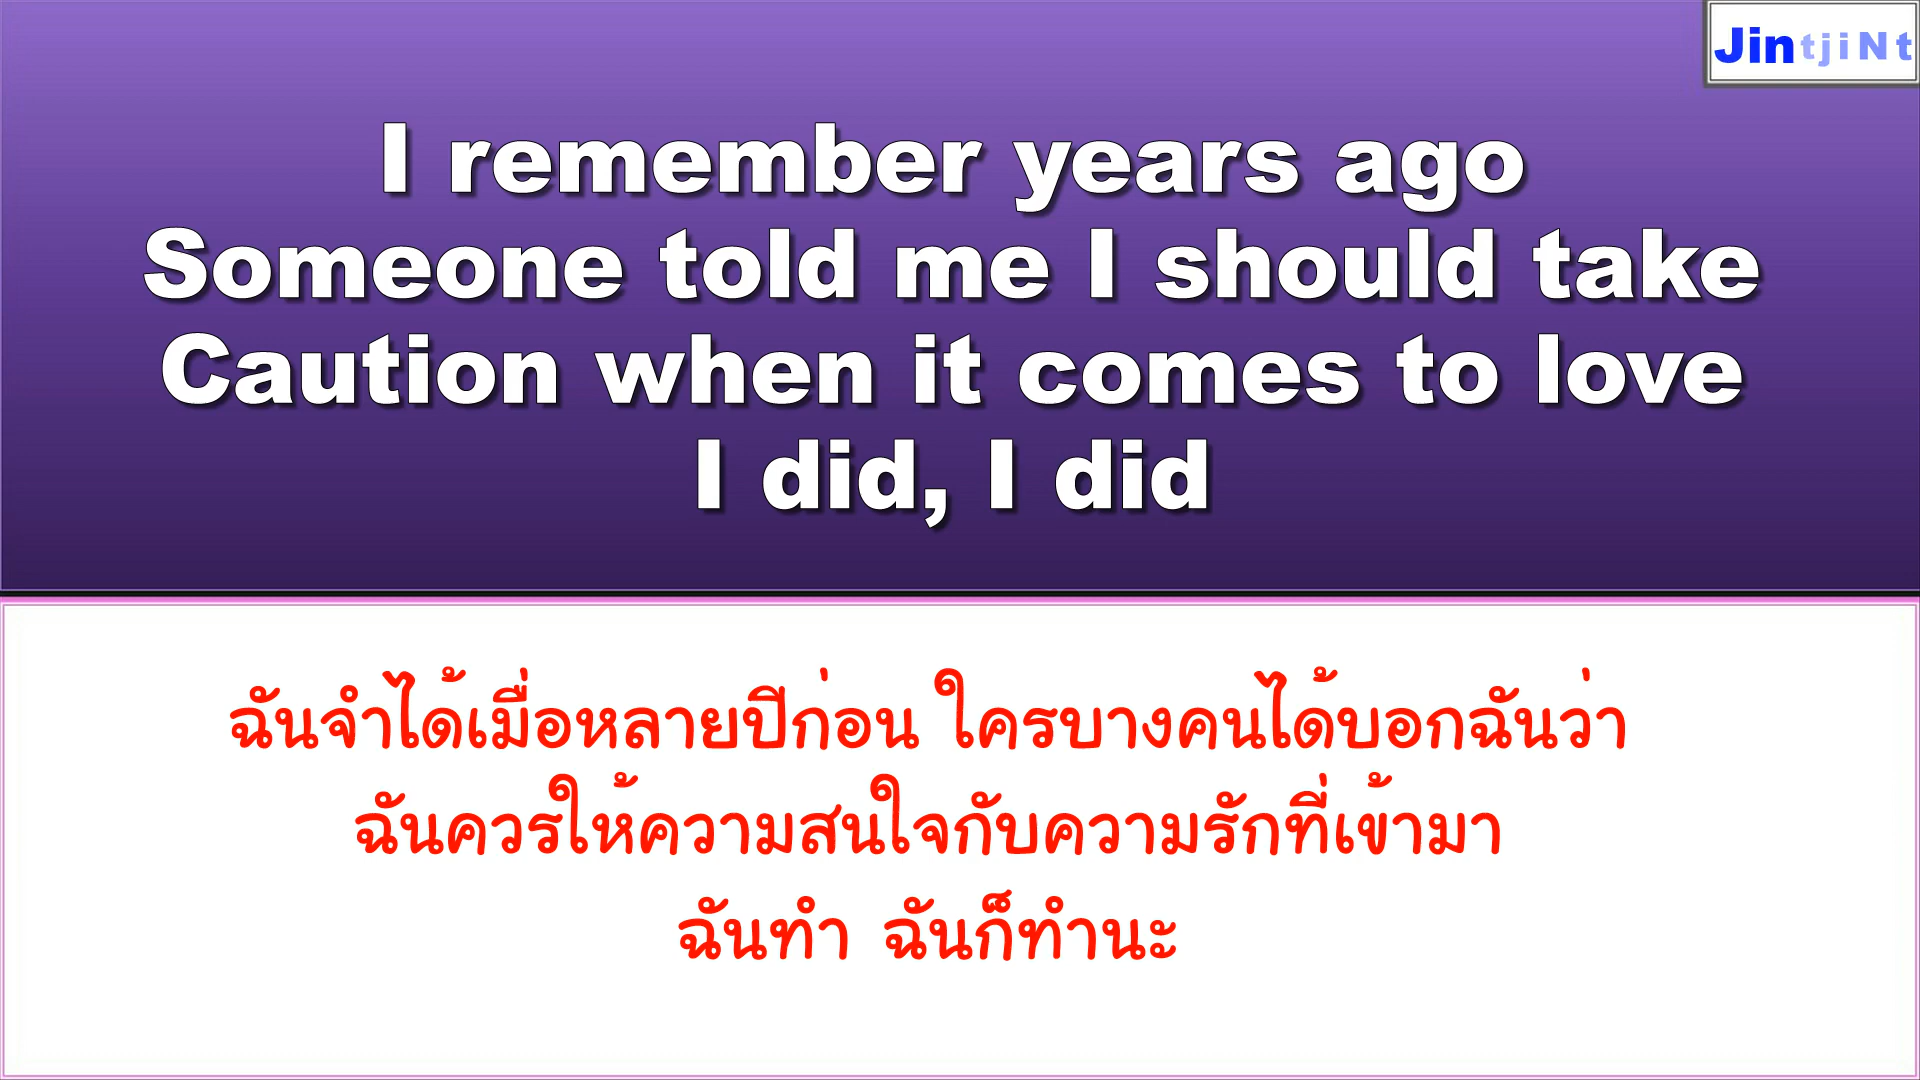 JintjiNt
I remember years ago
Someone told me I should take
Caution when it comes to love
I did, I did
ฉันจำได้เมื่อหลายปีก่อน ใครบางคนได้บอกฉันว่า
ฉันควรให้ความสนใจกับความรักที่เข้ามา
ฉันทำ ฉันก็ทำนะ